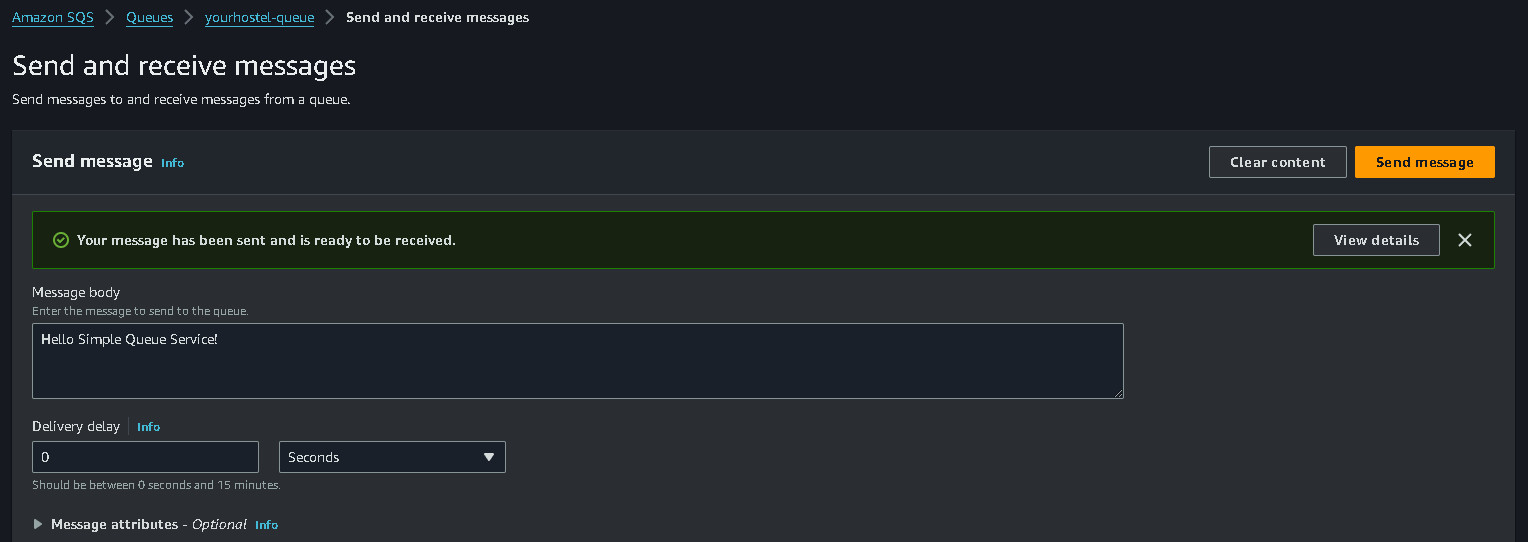 Amazon SQS > Queues > yourhostel-queue > Send and receive messages
Send and receive messages
Send messages to and receive messages from a queue.
Send message Info Clear content Send message
Your message has been sent and is ready to be received. View details
Message body
Enter the message to send to the queue.
Hello Simple Queue Service!
Delivery delay Info
0 Seconds
Should be between 0 seconds and 15 minutes.
Message attributes - Optional Info